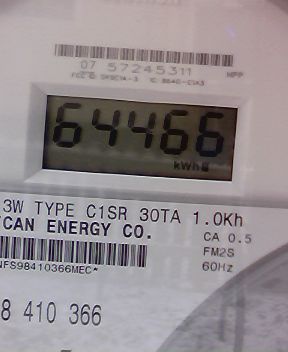 07 57245311
HPP
64466
kWh
3W TYPE C1SR 30TA 1.0Kh
CAN ENERGY CO.
CA 0.5
FM2S
NFS98410366MEC*
60Hz
8 410 366